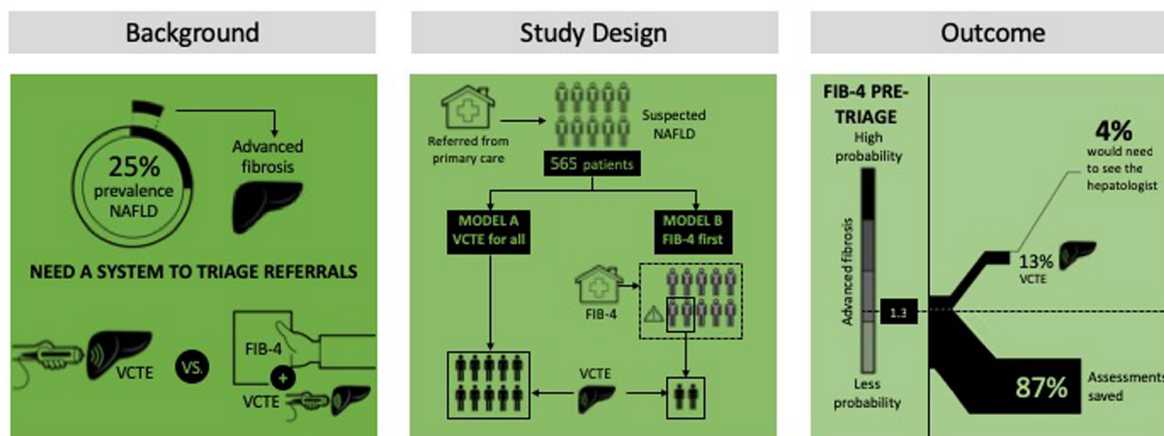 Background
25%
prevalence
NAFLD
Advanced
fibrosis
NEED A SYSTEM TO TRIAGE REFERRALS
VCTE
VS.
FIB-4
+
VCTE
Study Design
Referred from
primary care
Suspected
NAFLD
565 patients
MODEL A
VCTE for all
MODEL B
FIB-4 first
FIB-4
VCTE
Outcome
FIB-4 PRE-
TRIAGE
High
probability
Advanced fibrosis
1.3
Less
probability
4%
would need
to see the
hepatologist
13%
VCTE
87%
Assessments
saved